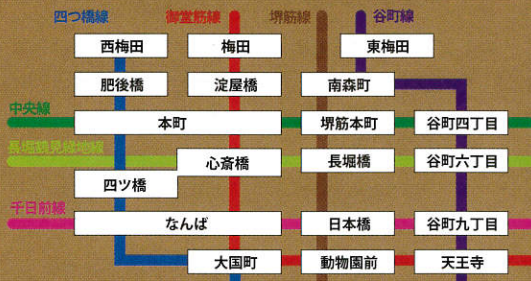 四つ橋線 御堂筋線 堺筋線 谷町線
西梅田 梅田 東梅田
肥後橋 淀屋橋 南森町
中央線
本町 堺筋本町 谷町四丁目
長堀鶴見緑地線
心斎橋 長堀橋 谷町六丁目
四ツ橋
千日前線
なんば 日本橋 谷町九丁目
大国町 動物園前 天王寺